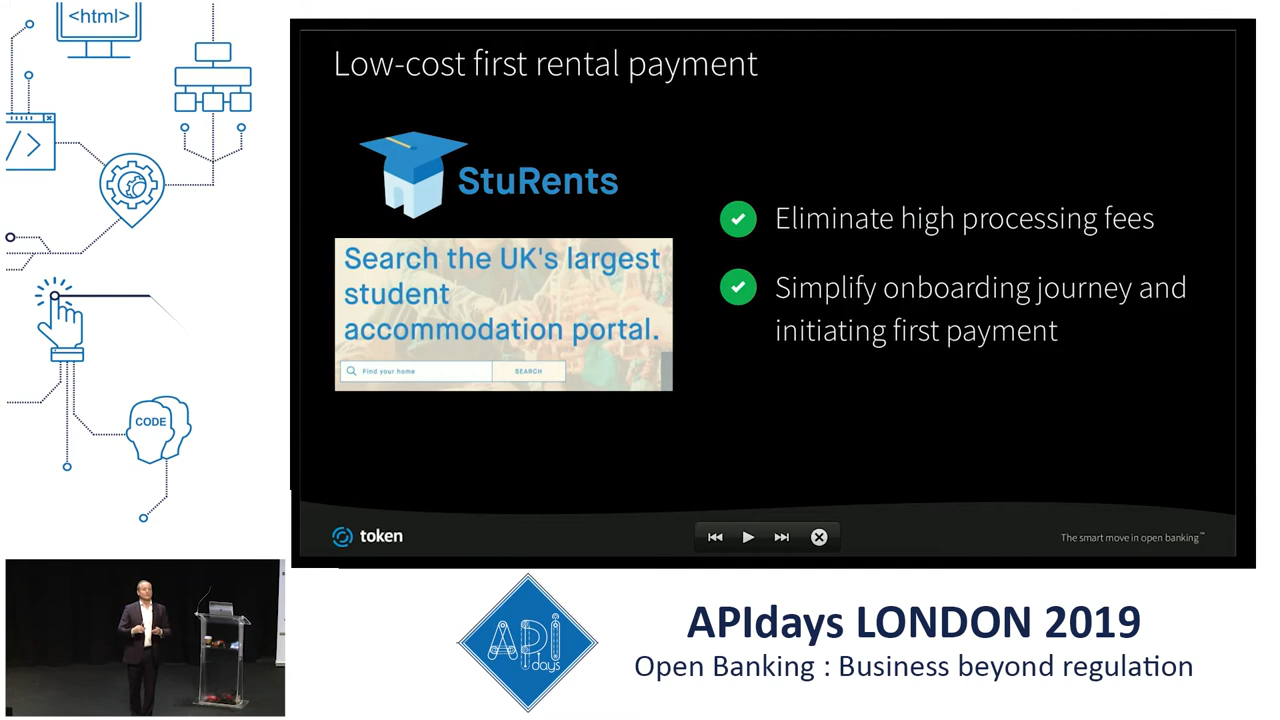 <html>
</>
CODE
Low-cost first rental payment
StuRents
Search the UK's largest
student
accommodation portal.
Find your home
SEARCH
Eliminate high processing fees
Simplify onboarding journey and
initiating first payment
token
The smart move in open banking™
API
days
APIdays LONDON 2019
Open Banking : Business beyond regulation